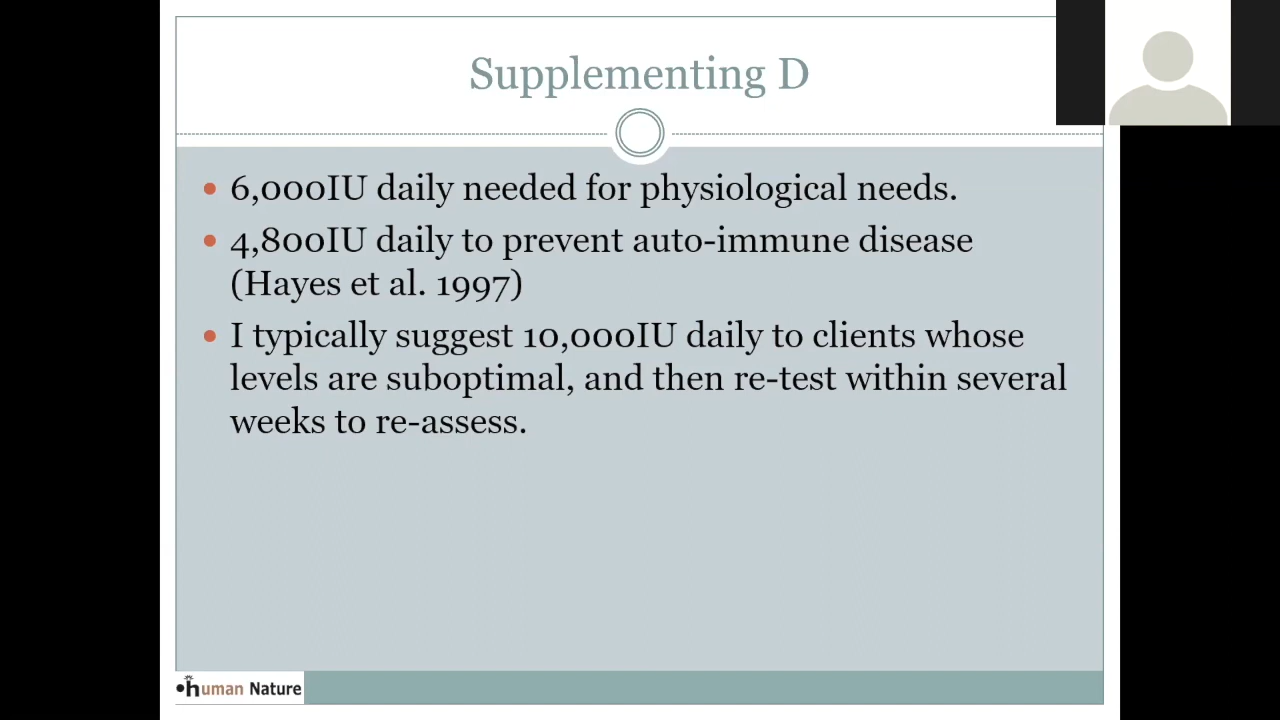 Supplementing D
6,000IU daily needed for physiological needs.
4,800IU daily to prevent auto-immune disease
(Hayes et al. 1997)
I typically suggest 10,000IU daily to clients whose
levels are suboptimal, and then re-test within several
weeks to re-assess.
human Nature